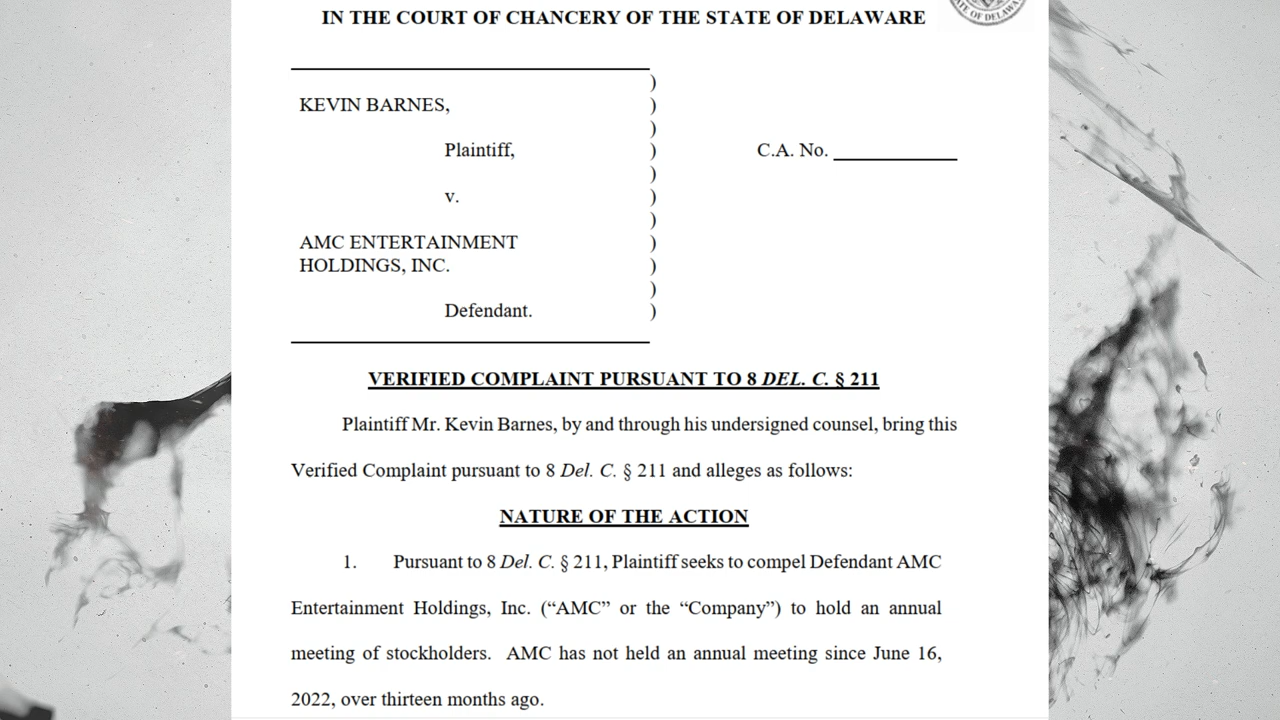 IN THE COURT OF CHANCERY OF THE STATE OF DELAWARE
ATE OF DELAWA
)
KEVIN BARNES, )
)
Plaintiff, ) C.A. No. ____________
)
v. )
)
AMC ENTERTAINMENT )
HOLDINGS, INC. )
)
Defendant. )
VERIFIED COMPLAINT PURSUANT TO 8 DEL. C. § 211
Plaintiff Mr. Kevin Barnes, by and through his undersigned counsel, bring this
Verified Complaint pursuant to 8 Del. C. § 211 and alleges as follows:
NATURE OF THE ACTION
1. Pursuant to 8 Del. C. § 211, Plaintiff seeks to compel Defendant AMC
Entertainment Holdings, Inc. (“AMC” or the “Company”) to hold an annual
meeting of stockholders. AMC has not held an annual meeting since June 16,
2022, over thirteen months ago.